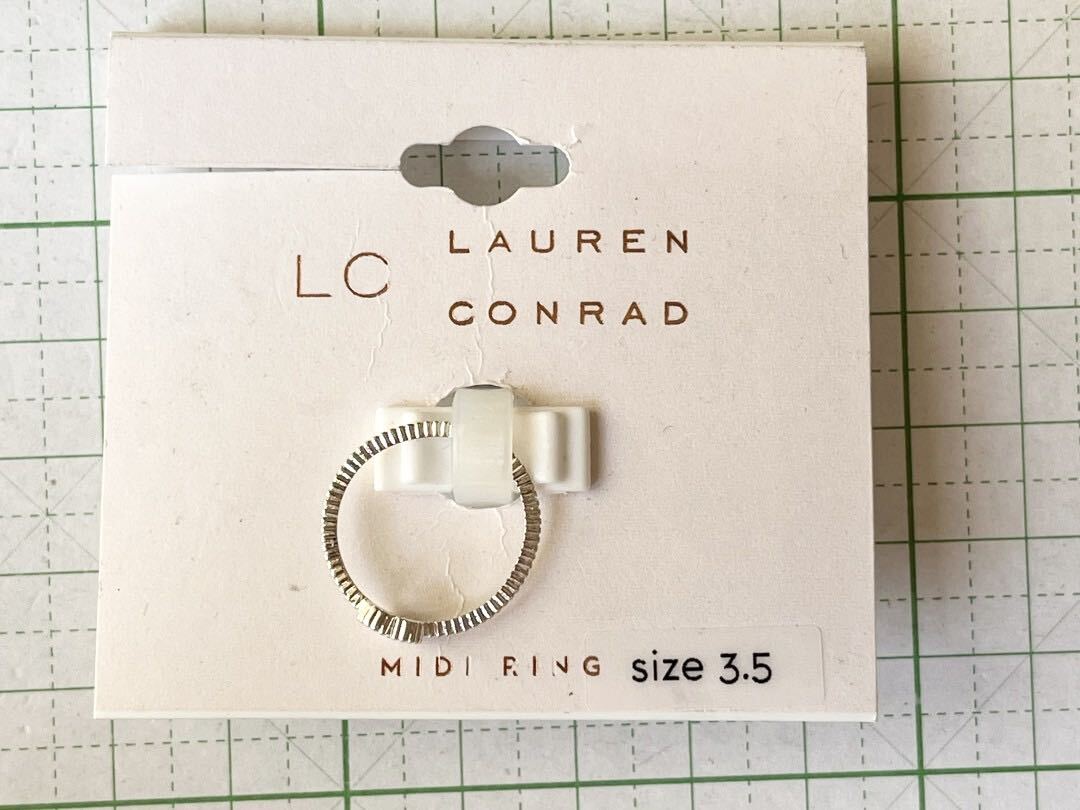 LC LAUREN
CONRAD
MIDI RING size 3.5